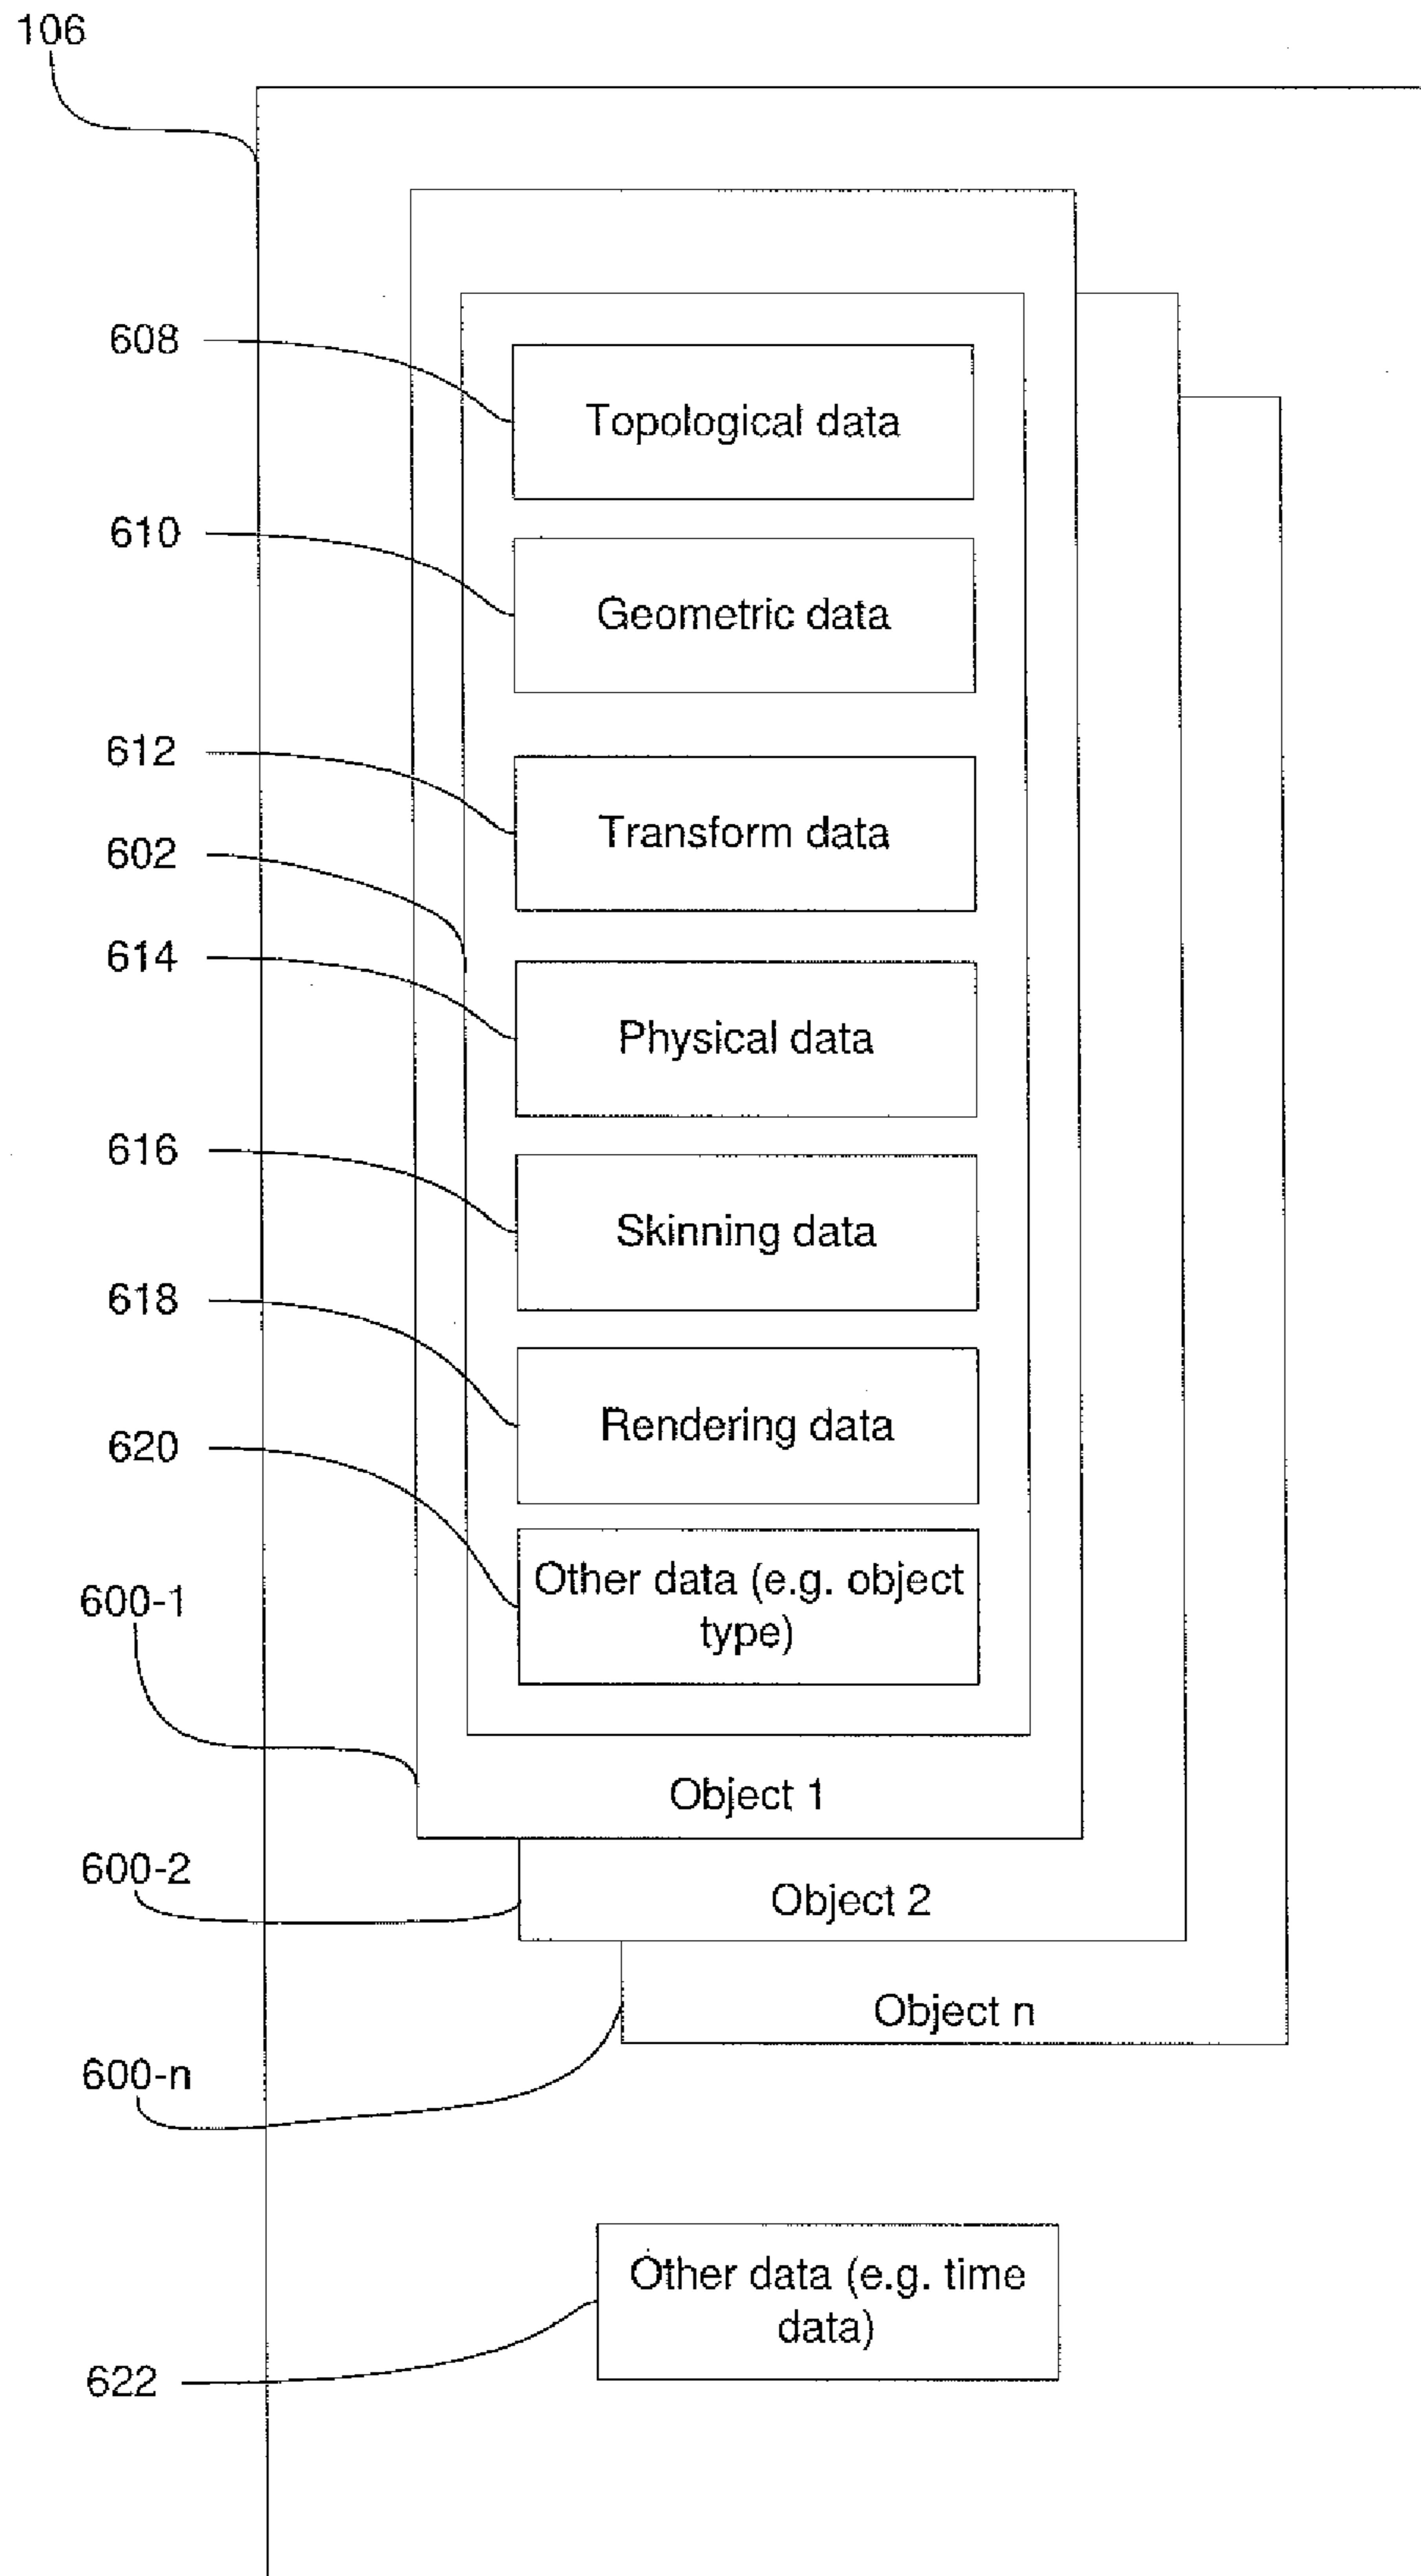 106
608
Topological data
610
Geometric data
612
Transform data
602
614
Physical data
616
Skinning data
618
Rendering data
620
Other data (e.g. object
type)
600-1
Object 1
600-2
Object 2
Object n
600-n
Other data (e.g. time
data)
622